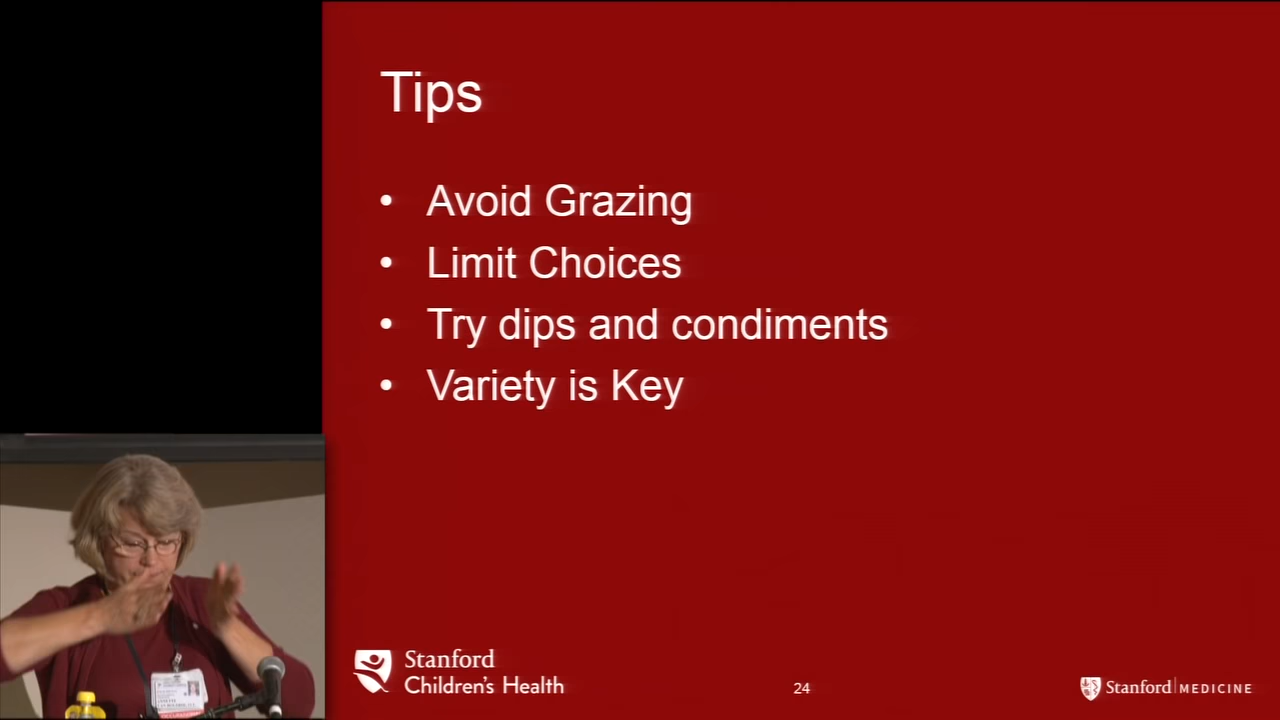 Tips
• Avoid Grazing
• Limit Choices
• Try dips and condiments
• Variety is Key
Stanford
Children's Health
24
Stanford MEDICINE